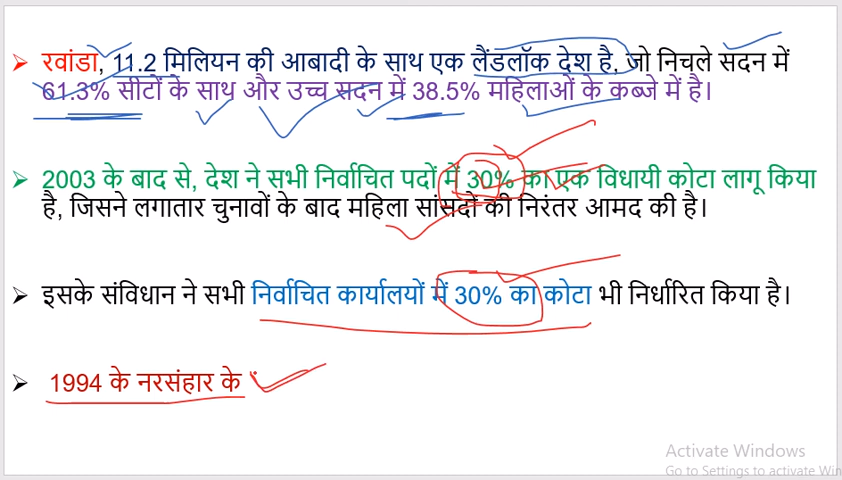 रवांडा, 11.2 मिलियन की आबादी के साथ एक लैंडलॉक देश है, जो निचले सदन में
61.3% सीटों के साथ और उच्च सदन में 38.5% महिलाओं के कब्जे में है।
2003 के बाद से, देश ने सभी निर्वाचित पदों में 30% का एक विधायी कोटा लागू किया
है, जिसने लगातार चुनावों के बाद महिला सांसदों की निरंतर आमद की है।
इसके संविधान ने सभी निर्वाचित कार्यालयों में 30% का कोटा भी निर्धारित किया है।
1994 के नरसंहार के
Activate Windows
Go to Settings to activate Win